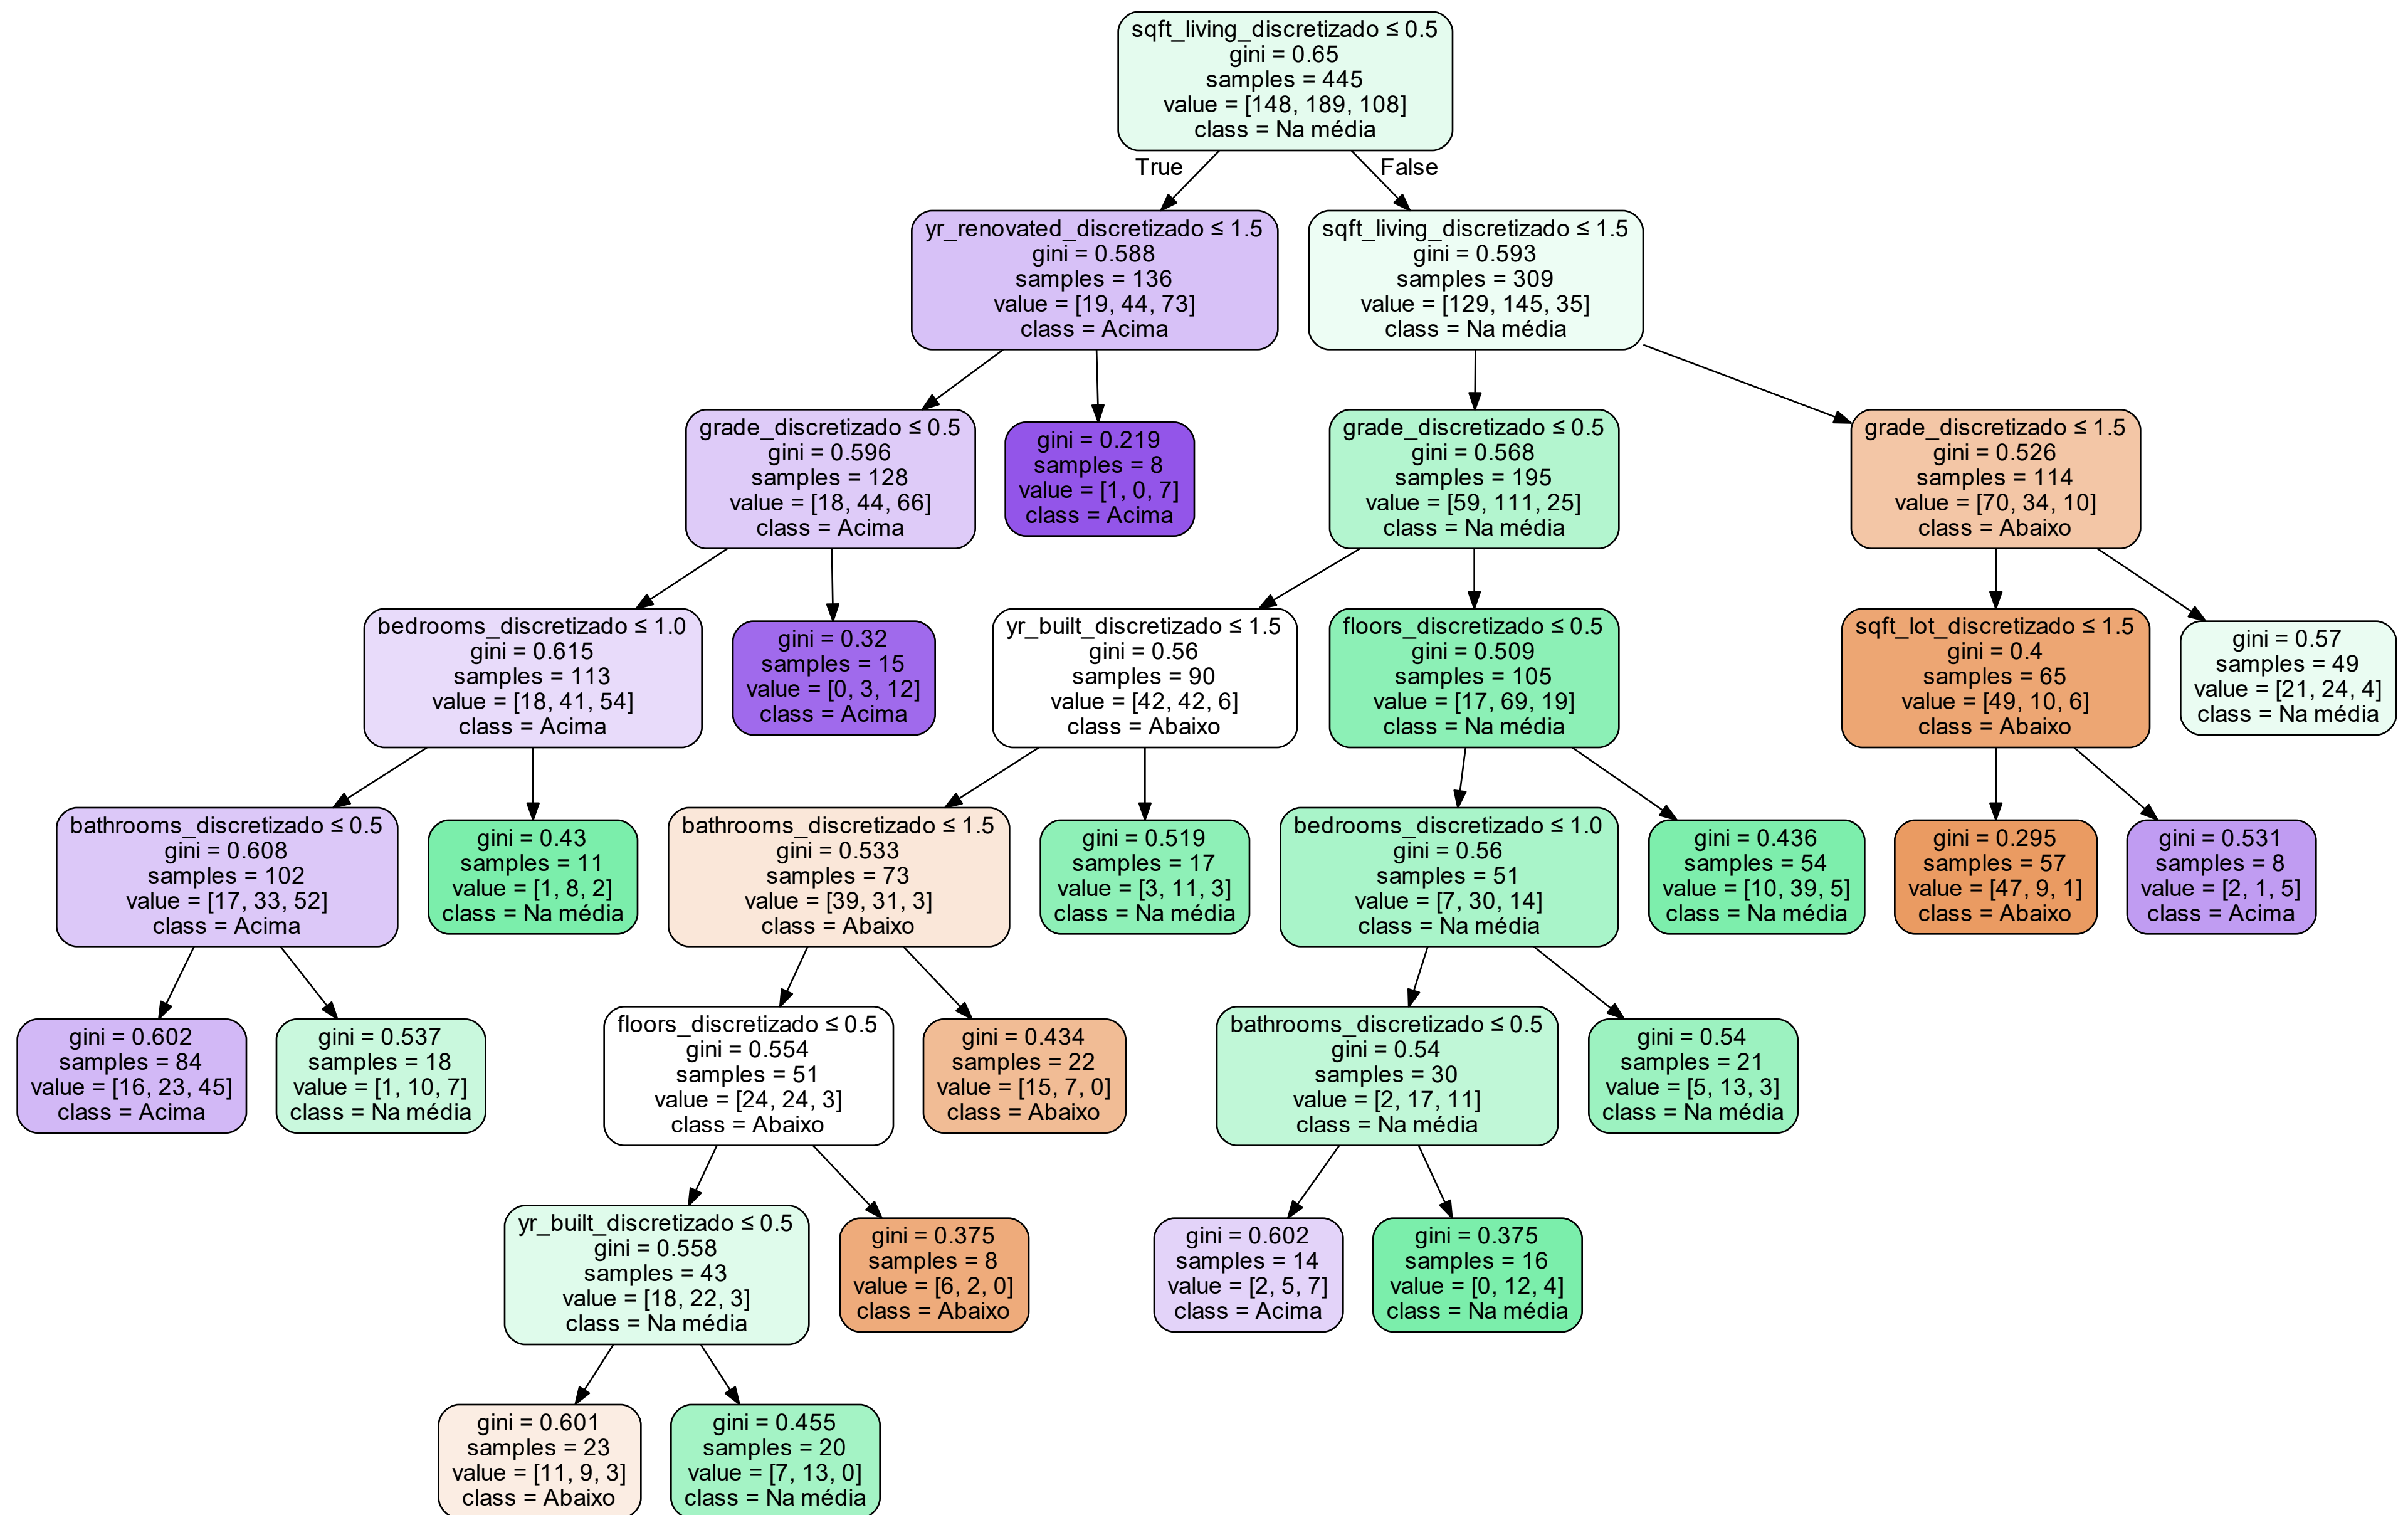 sqft_living_discretizado ≤ 0.5
gini = 0.65
samples = 445
value = [148, 189, 108]
class = Na média
True
False
yr_renovated_discretizado ≤ 1.5
gini = 0.588
samples = 136
value = [19, 44, 73]
class = Acima
sqft_living_discretizado ≤ 1.5
gini = 0.593
samples = 309
value = [129, 145, 35]
class = Na média
grade_discretizado ≤ 0.5
gini = 0.596
samples = 128
value = [18, 44, 66]
class = Acima
gini = 0.219
samples = 8
value = [1, 0, 7]
class = Acima
grade_discretizado ≤ 0.5
gini = 0.568
samples = 195
value = [59, 111, 25]
class = Na média
grade_discretizado ≤ 1.5
gini = 0.526
samples = 114
value = [70, 34, 10]
class = Abaixo
bedrooms_discretizado ≤ 1.0
gini = 0.615
samples = 113
value = [18, 41, 54]
class = Acima
gini = 0.32
samples = 15
value = [0, 3, 12]
class = Acima
yr_built_discretizado ≤ 1.5
gini = 0.56
samples = 90
value = [42, 42, 6]
class = Abaixo
floors_discretizado ≤ 0.5
gini = 0.509
samples = 105
value = [17, 69, 19]
class = Na média
sqft_lot_discretizado ≤ 1.5
gini = 0.4
samples = 65
value = [49, 10, 6]
class = Abaixo
gini = 0.57
samples = 49
value = [21, 24, 4]
class = Na média
bathrooms_discretizado ≤ 0.5
gini = 0.608
samples = 102
value = [17, 33, 52]
class = Acima
gini = 0.43
samples = 11
value = [1, 8, 2]
class = Na média
bathrooms_discretizado ≤ 1.5
gini = 0.533
samples = 73
value = [39, 31, 3]
class = Abaixo
gini = 0.519
samples = 17
value = [3, 11, 3]
class = Na média
bedrooms_discretizado ≤ 1.0
gini = 0.56
samples = 51
value = [7, 30, 14]
class = Na média
gini = 0.436
samples = 54
value = [10, 39, 5]
class = Na média
gini = 0.295
samples = 57
value = [47, 9, 1]
class = Abaixo
gini = 0.531
samples = 8
value = [2, 1, 5]
class = Acima
gini = 0.602
samples = 84
value = [16, 23, 45]
class = Acima
gini = 0.537
samples = 18
value = [1, 10, 7]
class = Na média
floors_discretizado ≤ 0.5
gini = 0.554
samples = 51
value = [24, 24, 3]
class = Abaixo
gini = 0.434
samples = 22
value = [15, 7, 0]
class = Abaixo
bathrooms_discretizado ≤ 0.5
gini = 0.54
samples = 30
value = [2, 17, 11]
class = Na média
gini = 0.54
samples = 21
value = [5, 13, 3]
class = Na média
yr_built_discretizado ≤ 0.5
gini = 0.558
samples = 43
value = [18, 22, 3]
class = Na média
gini = 0.375
samples = 8
value = [6, 2, 0]
class = Abaixo
gini = 0.602
samples = 14
value = [2, 5, 7]
class = Acima
gini = 0.375
samples = 16
value = [0, 12, 4]
class = Na média
gini = 0.601
samples = 23
value = [11, 9, 3]
class = Abaixo
gini = 0.455
samples = 20
value = [7, 13, 0]
class = Na média